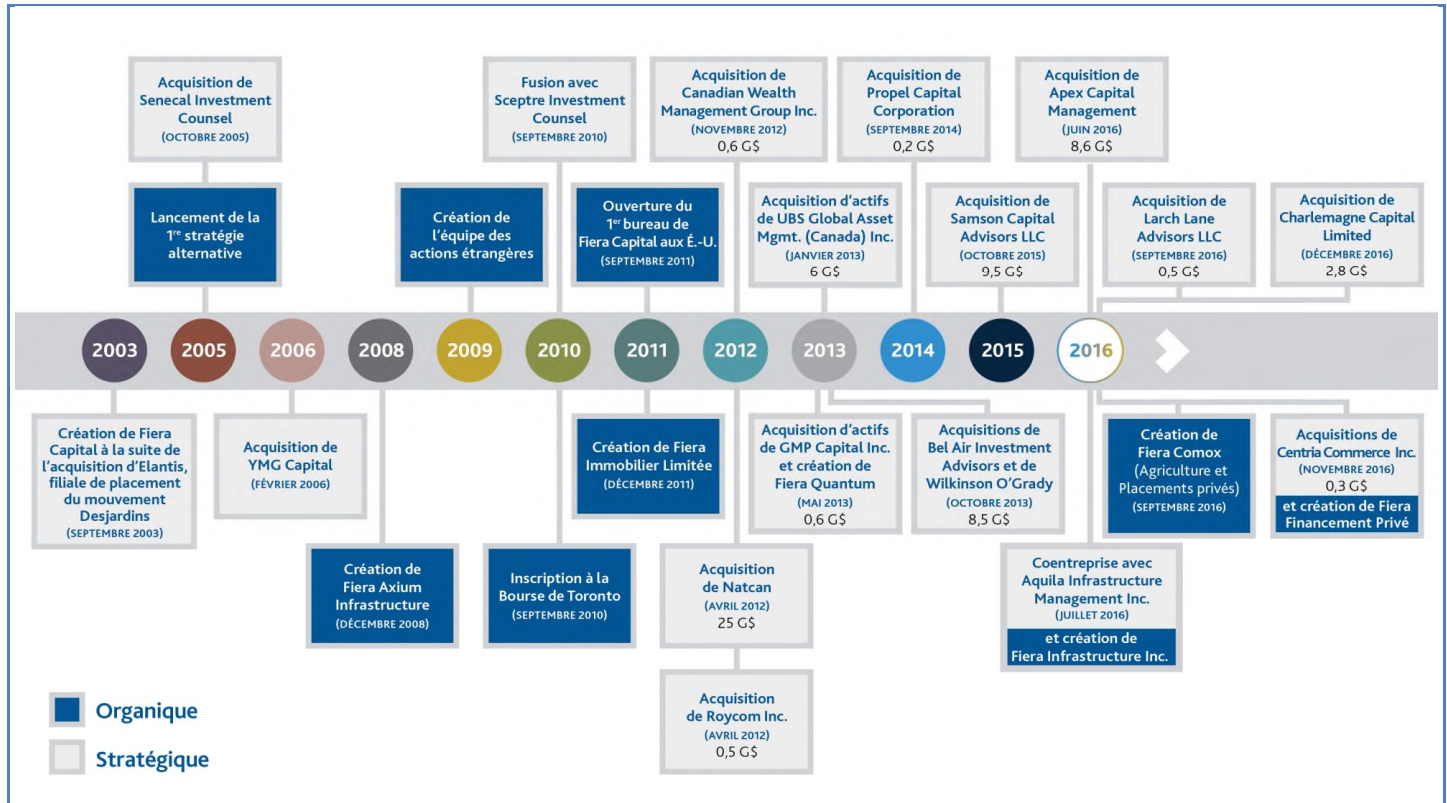 Acquisition de
Senecal Investment
Counsel
(OCTOBRE 2005)
Fusion avec
Sceptre Investment
Counsel
(SEPTEMBRE 2010)
Acquisition de
Canadian Wealth
Management Group Inc.
(NOVEMBRE 2012)
0,6 G$
Acquisition de
Propel Capital
Corporation
(SEPTEMBRE 2014)
0,2 G$
Acquisition de
Apex Capital
Management
(JUIN 2016)
8,6 G$
Lancement de la
1re stratégie
alternative
Création de
l'équipe des
actions étrangères
Ouverture du
1er bureau de
Fiera Capital aux É.-U.
(SEPTEMBRE 2011)
Acquisition d'actifs
de UBS Global Asset
Mgmt. (Canada) Inc.
(JANVIER 2013)
6 G$
Acquisition de
Samson Capital
Advisors LLC
(OCTOBRE 2015)
9,5 G$
Acquisition de
Larch Lane
Advisors LLC
(SEPTEMBRE 2016)
0,5 G$
Acquisition de
Charlemagne Capital
Limited
(DÉCEMBRE 2016)
2,8 G$
2003
2005
2006
2008
2009
2010
2011
2012
2013
2014
2015
2016
Création de Fiera
Capital à la suite de
l'acquisition d'Elantis,
filiale de placement
du mouvement
Desjardins
(SEPTEMBRE 2003)
Acquisition de
YMG Capital
(FÉVRIER 2006)
Création de Fiera
Immobilier Limitée
(DÉCEMBRE 2011)
Acquisition d'actifs
de GMP Capital Inc.
et création de
Fiera Quantum
(MAI 2013)
0,6 G$
Acquisitions de
Bel Air Investment
Advisors et de
Wilkinson O'Grady
(OCTOBRE 2013)
8,5 G$
Création de
Fiera Comox
(Agriculture et
Placements privés)
(SEPTEMBRE 2016)
Acquisitions de
Centria Commerce Inc.
(NOVEMBRE 2016)
0,3 G$
et création de Fiera
Financement Privé
Création de
Fiera Axium
Infrastructure
(DÉCEMBRE 2008)
Inscription à la
Bourse de Toronto
(SEPTEMBRE 2010)
Acquisition
de Natcan
(AVRIL 2012)
25 G$
Coentreprise avec
Aquila Infrastructure
Management Inc.
(JUILLET 2016)
et création de
Fiera Infrastructure Inc.
Acquisition
de Roycom Inc.
(AVRIL 2012)
0,5 G$
Organique
Stratégique